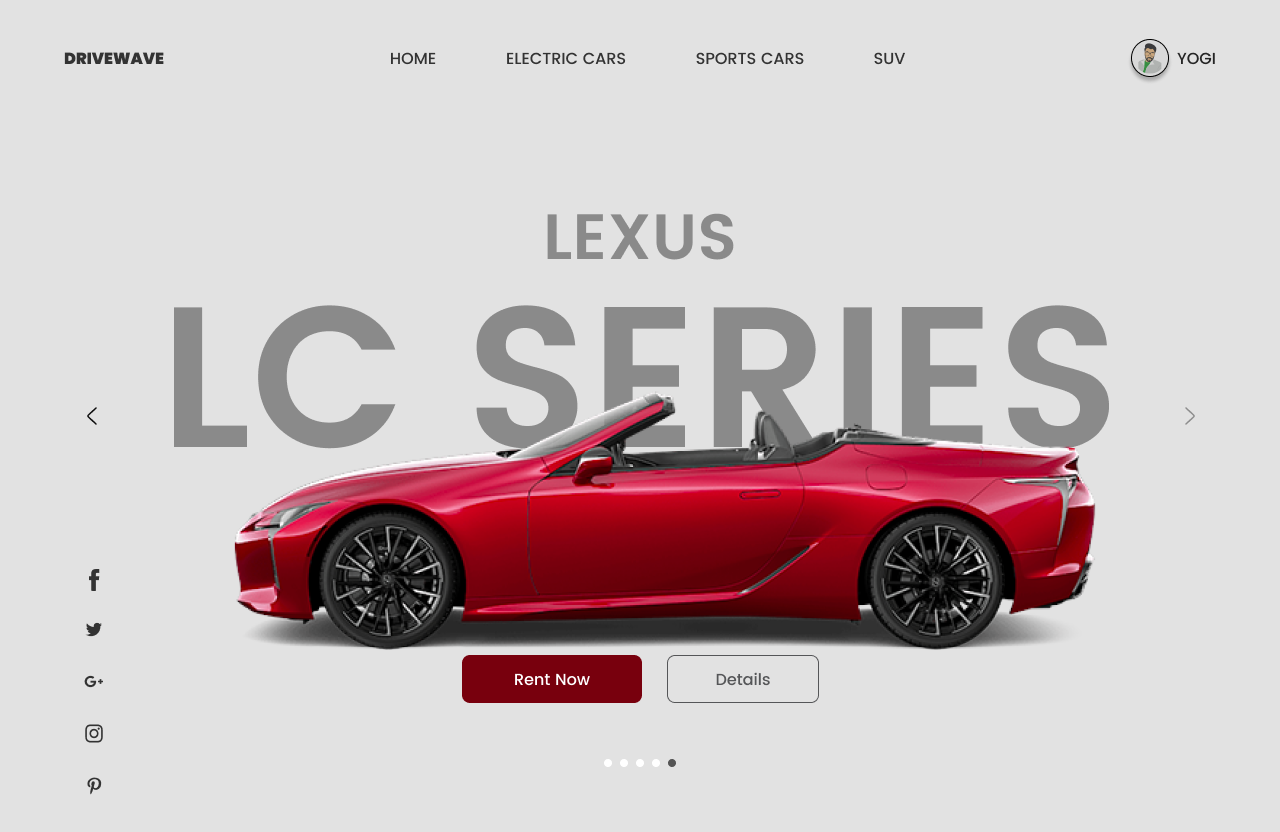 DRIVEWAVE
HOME
ELECTRIC CARS
SPORTS CARS
SUV
YOGI
LEXUS
LC SERIES
Rent Now
Details